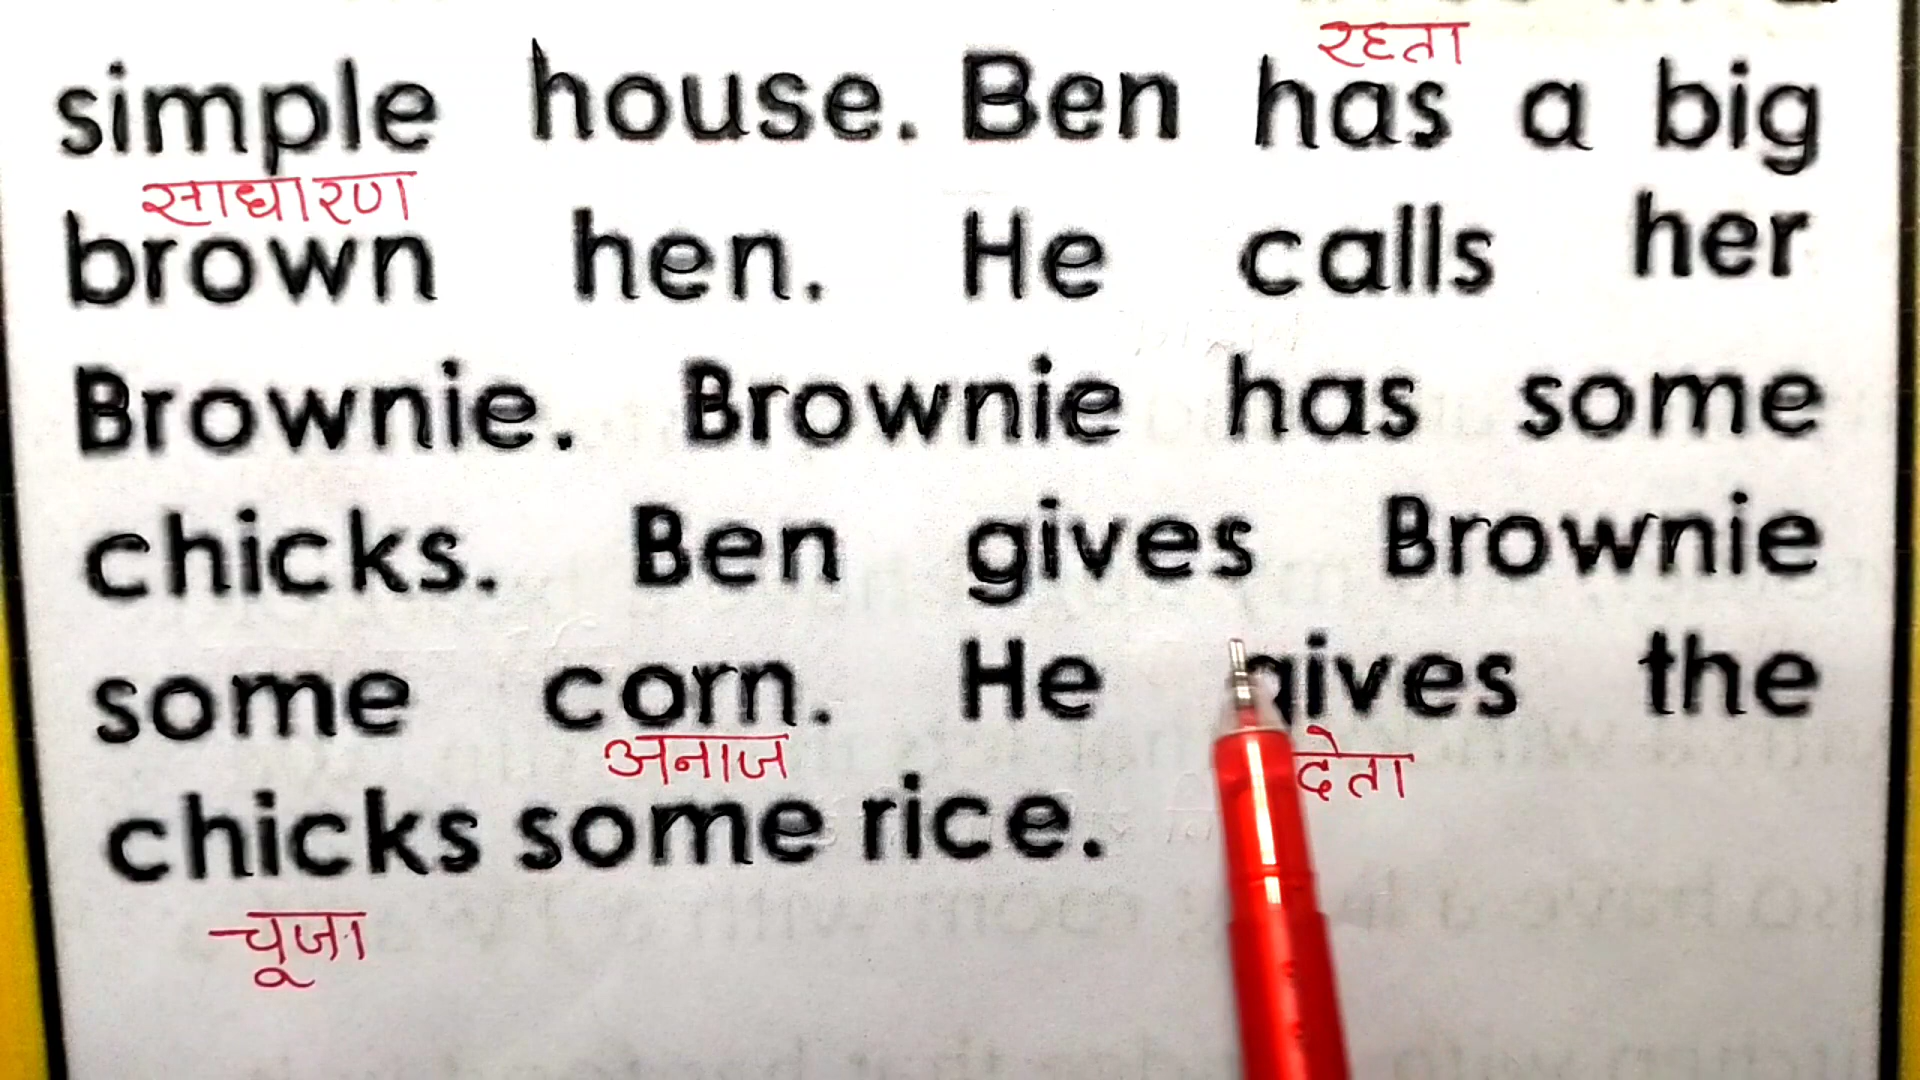 रहता
simple house. Ben has a big
साधारण
brown hen. He calls her
Brownie. Brownie has some
chicks. Ben gives Brownie
some corn. He gives the
अनाज देता
chicks some rice.
चूजा